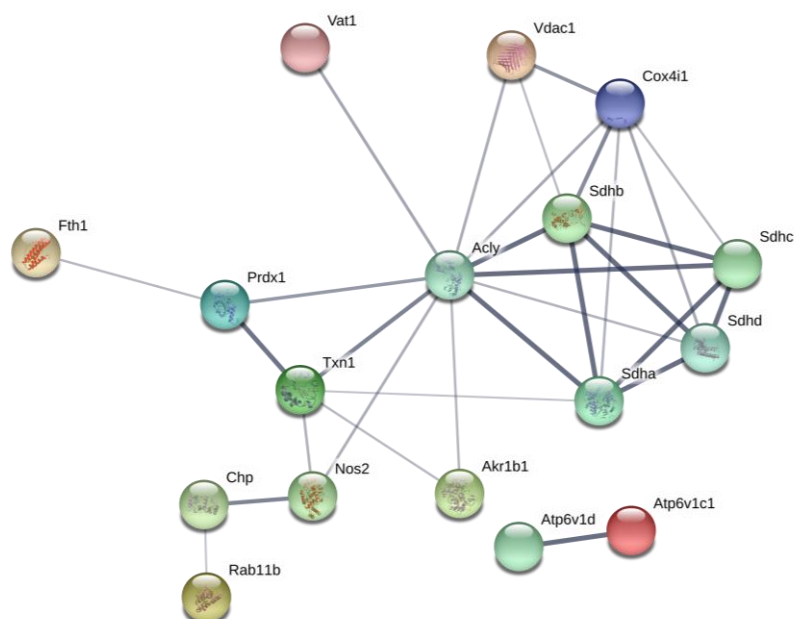 Vat1
Vdac1
Cox4i1
Sdhb
Fth1
Acly
Sdhc
Prdx1
Sdhd
Txn1
Sdha
Chp
Nos2
Akr1b1
Atp6v1d
Atp6v1c1
Rab11b